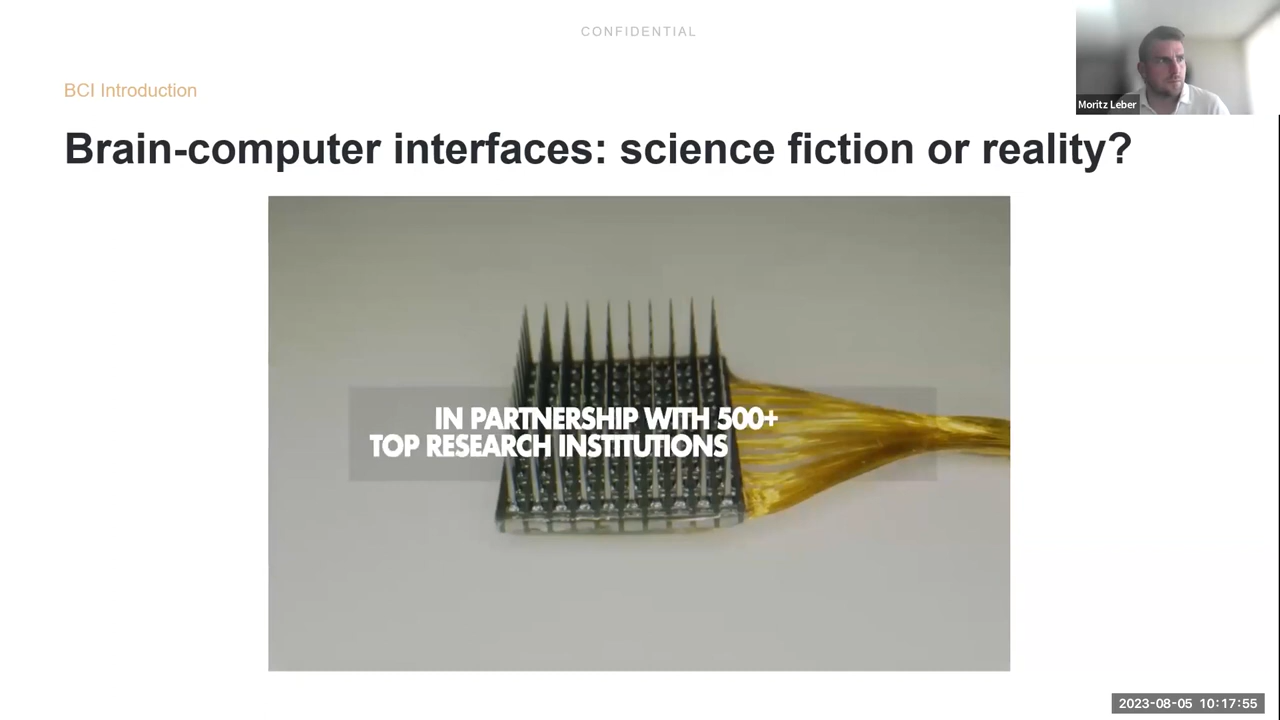 CONFIDENTIAL
BCI Introduction
Moritz Leber
Brain-computer interfaces: science fiction or reality?
IN PARTNERSHIP WITH 500+
TOP RESEARCH INSTITUTIONS
2023-08-05 10:17:55